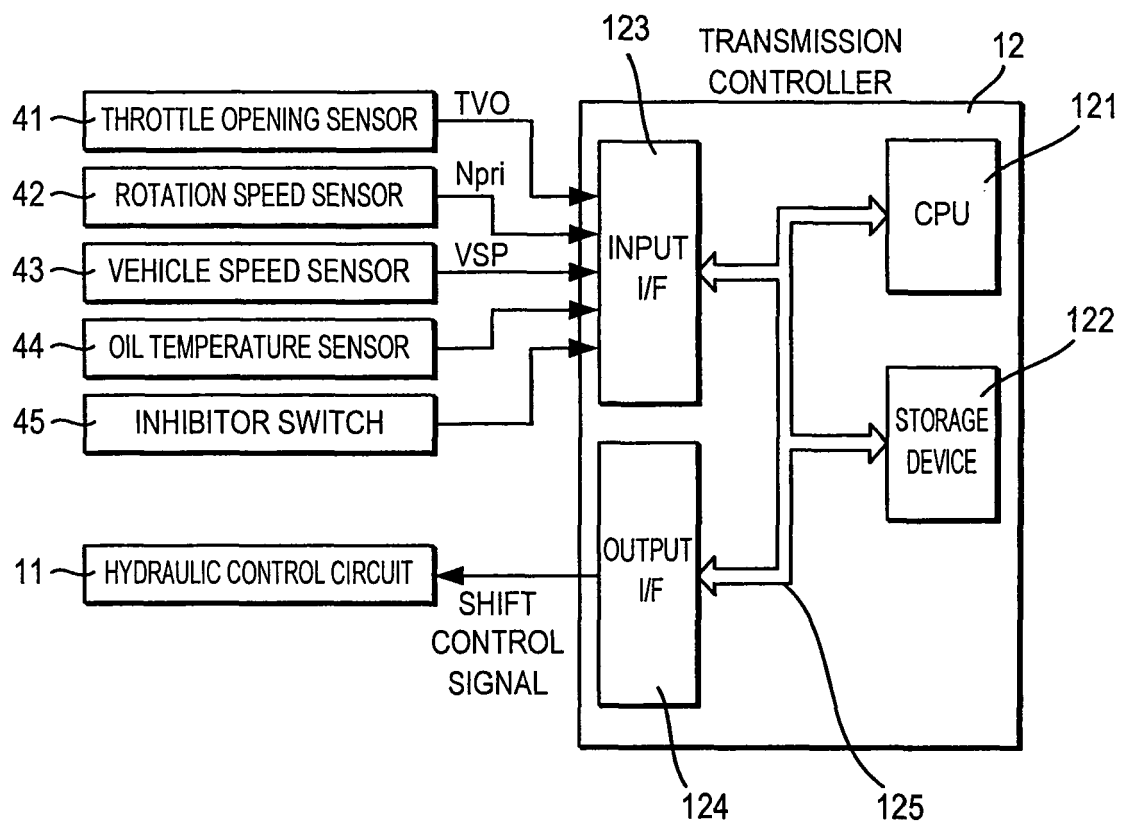 123
TRANSMISSION
CONTROLLER
12
121
41 THROTTLE OPENING SENSOR TVO
42 ROTATION SPEED SENSOR Npri
43 VEHICLE SPEED SENSOR VSP
44 OIL TEMPERATURE SENSOR
45 INHIBITOR SWITCH
INPUT
I/F
CPU
122
STORAGE
DEVICE
11 HYDRAULIC CONTROL CIRCUIT
SHIFT
CONTROL
SIGNAL
OUTPUT
I/F
124
125